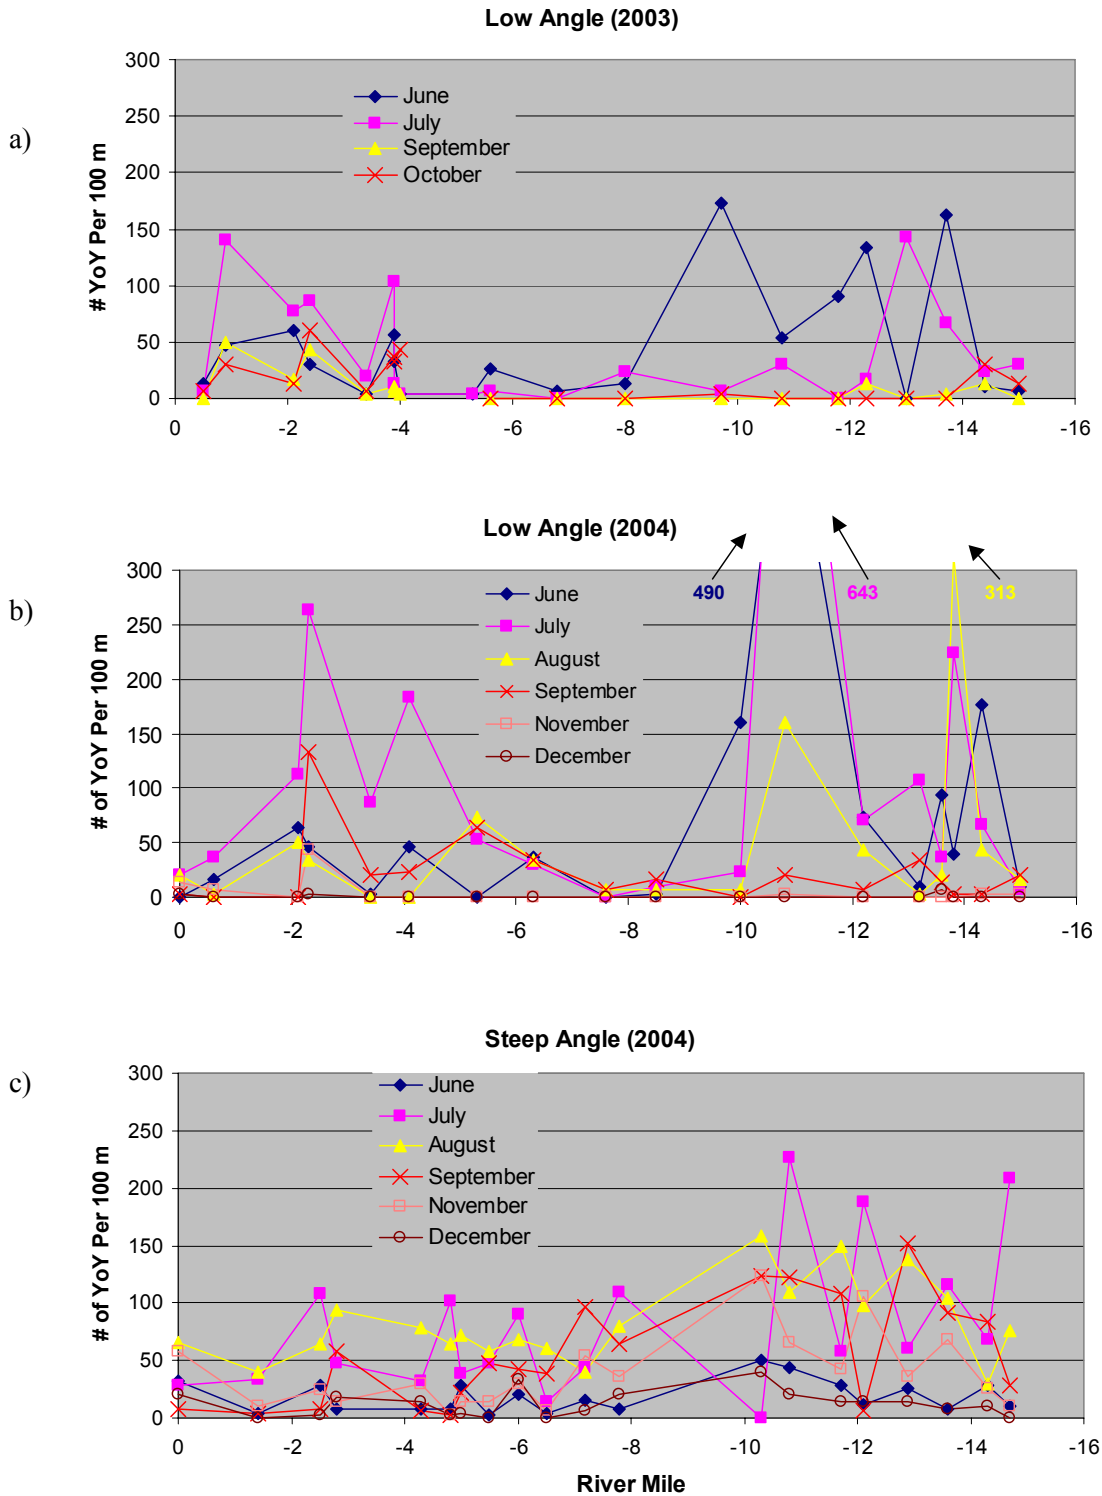 Low Angle (2003)
a)
# YoY Per 100 m
300
250
200
150
100
50
0
June
July
September
October
0 -2 -4 -6 -8 -10 -12 -14 -16
Low Angle (2004)
b)
# of YoY Per 100 m
300
250
200
150
100
50
0
June
July
August
September
November
December
490 643 313
0 -2 -4 -6 -8 -10 -12 -14 -16
Steep Angle (2004)
c)
# of YoY Per 100 m
300
250
200
150
100
50
0
June
July
August
September
November
December
0 -2 -4 -6 -8 -10 -12 -14 -16
River Mile